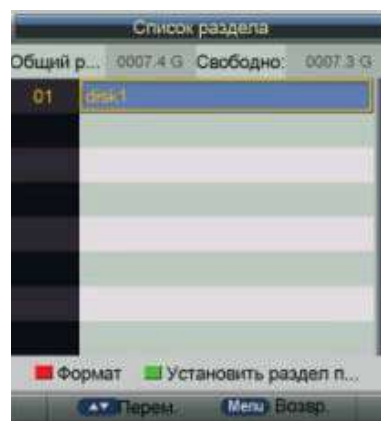 Список раздела
Общий р... 0007.4 G Свободно: 0007.3 G
01 disk1
Формат Установить раздел п...
Перем. Menu Возвр.